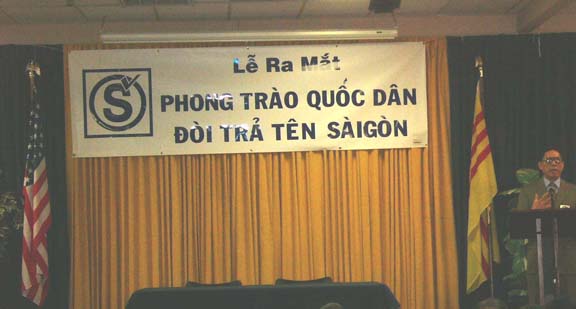 Lễ Ra Mắt
S
PHONG TRÀO QUỐC DÂN
ĐÒI TRẢ TÊN SÀIGÒN